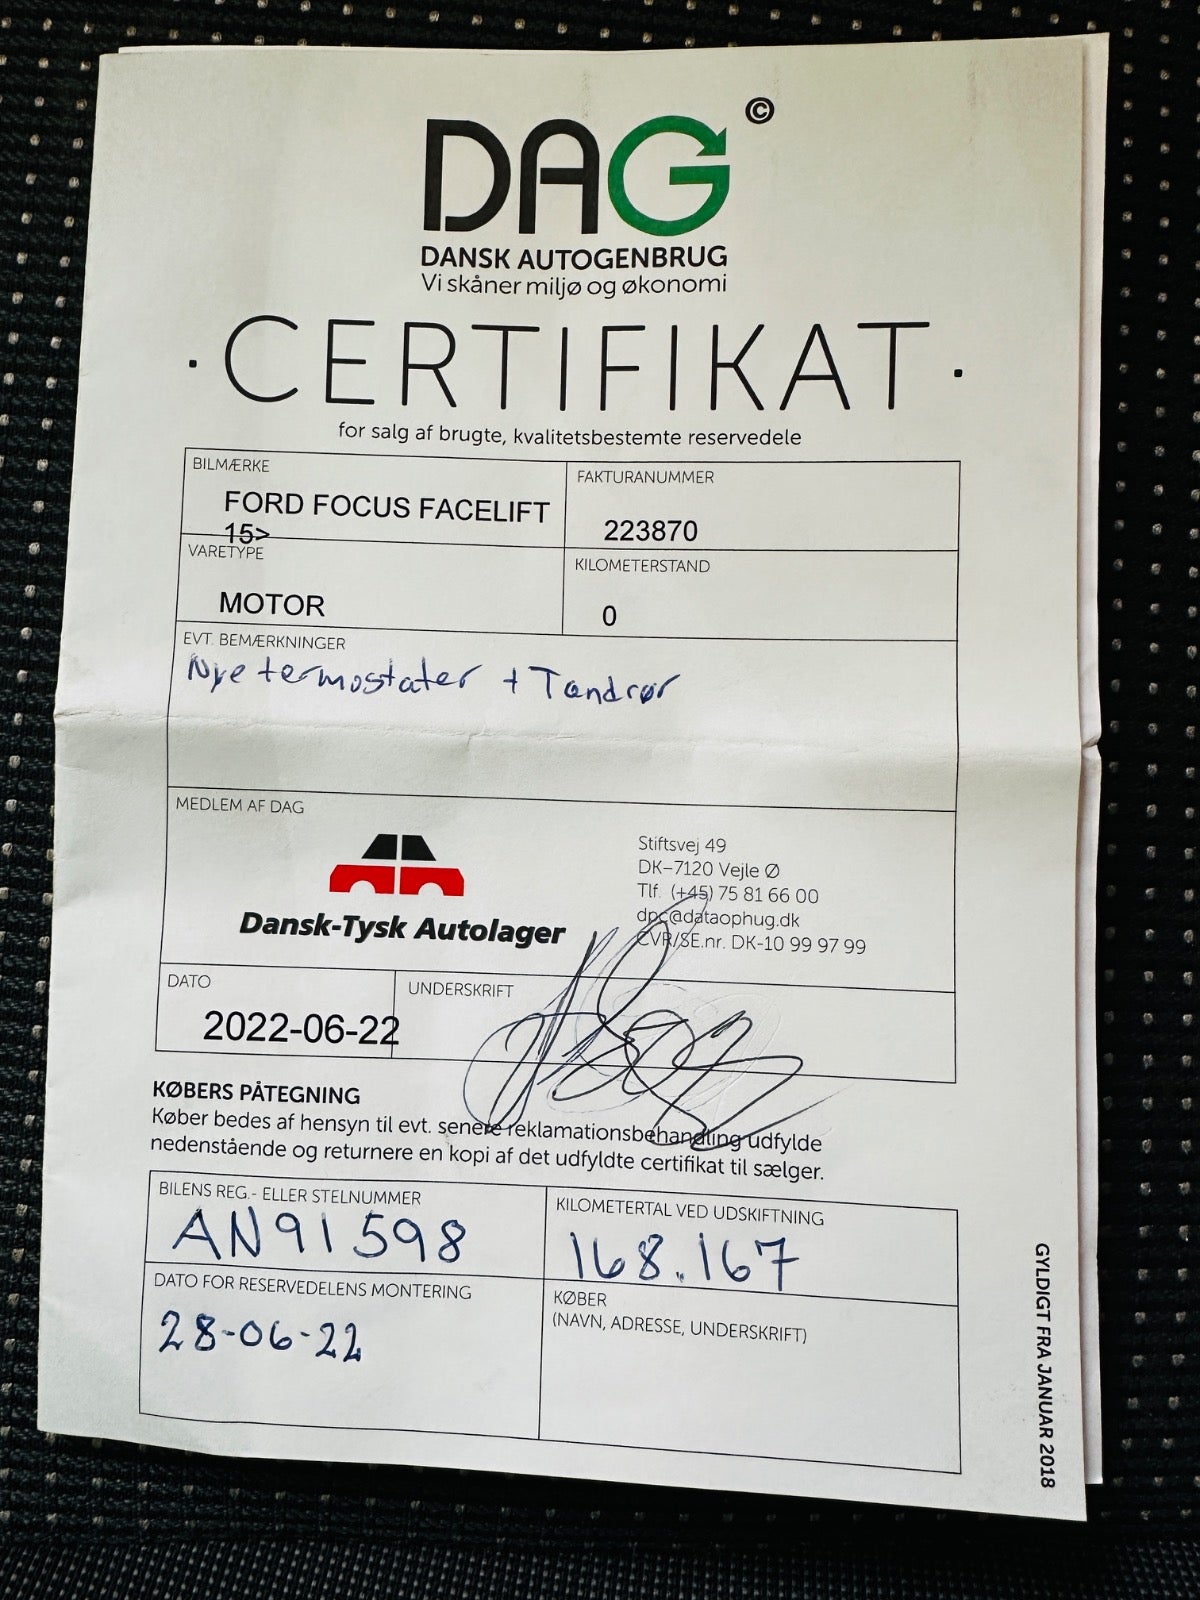 DAG ©
DANSK AUTOGENBRUG
Vi skåner miljø og økonomi
· CERTIFIKAT ·
for salg af brugte, kvalitetsbestemte reservedele
BILMÆRKE
FORD FOCUS FACELIFT
15>
FAKTURANUMMER
223870
VARETYPE
MOTOR
KILOMETERSTAND
0
EVT. BEMÆRKNINGER
Nye termostater + Tandrør
MEDLEM AF DAG
Dansk-Tysk Autolager
Stiftsvej 49
DK–7120 Vejle Ø
Tlf. (+45) 75 81 66 00
dpc@dataophug.dk
CVR/SE.nr. DK-10 99 97 99
DATO
2022-06-22
UNDERSKRIFT
KØBERS PÅTEGNING
Køber bedes af hensyn til evt. senere reklamationsbehandling udfylde
nedenstående og returnere en kopi af det udfyldte certifikat til sælger.
BILENS REG.- ELLER STELNUMMER
AN91598
KILOMETERTAL VED UDSKIFTNING
168.167
DATO FOR RESERVEDELENS MONTERING
28-06-22
KØBER
(NAVN, ADRESSE, UNDERSKRIFT)
GYLDIGT FRA JANUAR 2018